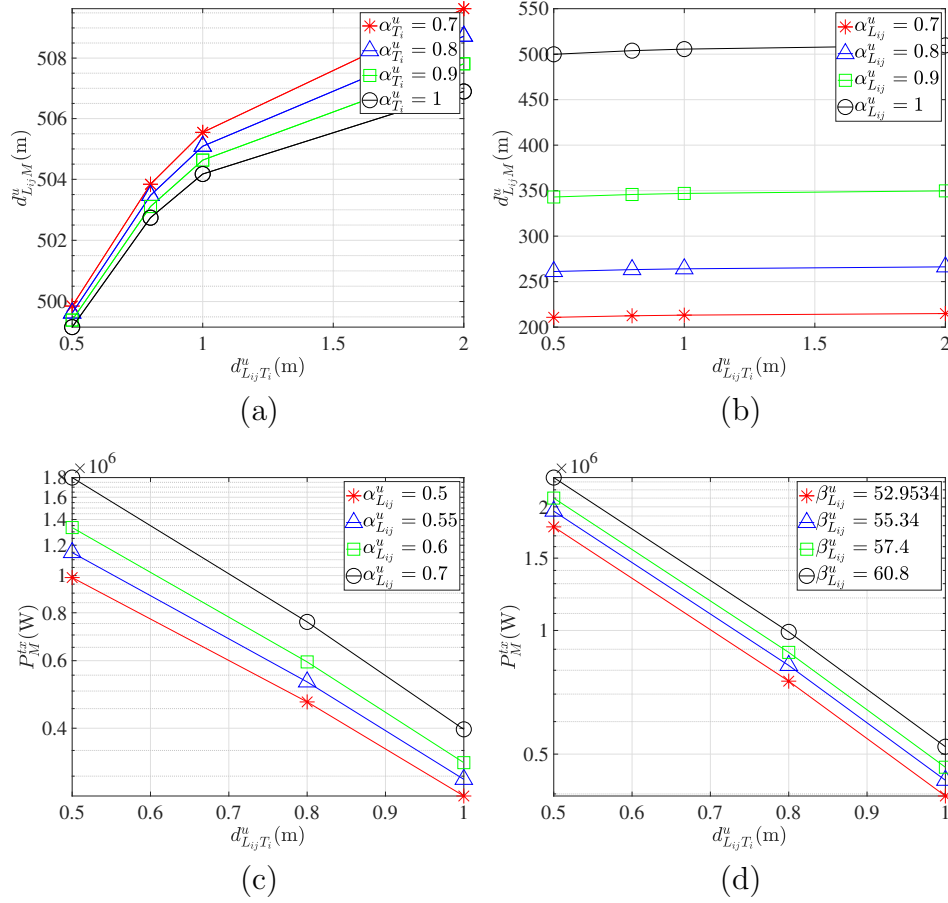 508
506
504
502
500
0.5
1
1.5
2
d^u_{L_{ij}M}(m)
d^u_{L_{ij}T_i}(m)
α^u_{T_i} = 0.7
α^u_{T_i} = 0.8
α^u_{T_i} = 0.9
α^u_{T_i} = 1
(a)
550
500
450
400
350
300
250
200
0.5
1
1.5
2
d^u_{L_{ij}M}(m)
d^u_{L_{ij}T_i}(m)
α^u_{L_{ij}} = 0.7
α^u_{L_{ij}} = 0.8
α^u_{L_{ij}} = 0.9
α^u_{L_{ij}} = 1
(b)
×10^6
1.8
1.6
1.4
1.2
1
0.8
0.6
0.4
0.5
0.6
0.7
0.8
0.9
1
P^{tx}_M(W)
d^u_{L_{ij}T_i}(m)
α^u_{L_{ij}} = 0.5
α^u_{L_{ij}} = 0.55
α^u_{L_{ij}} = 0.6
α^u_{L_{ij}} = 0.7
(c)
×10^6
2
1.5
1
0.5
0.5
0.6
0.7
0.8
0.9
1
P^{tx}_M(W)
d^u_{L_{ij}T_i}(m)
β^u_{L_{ij}} = 52.9534
β^u_{L_{ij}} = 55.34
β^u_{L_{ij}} = 57.4
β^u_{L_{ij}} = 60.8
(d)